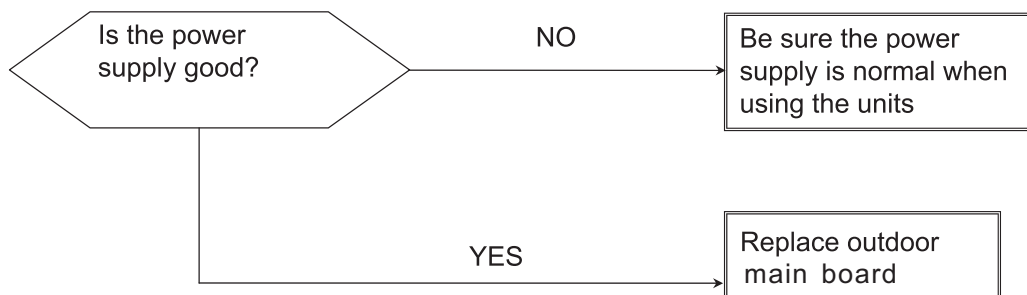 Is the power
supply good?
NO
Be sure the power
supply is normal when
using the units
YES
Replace outdoor
main board